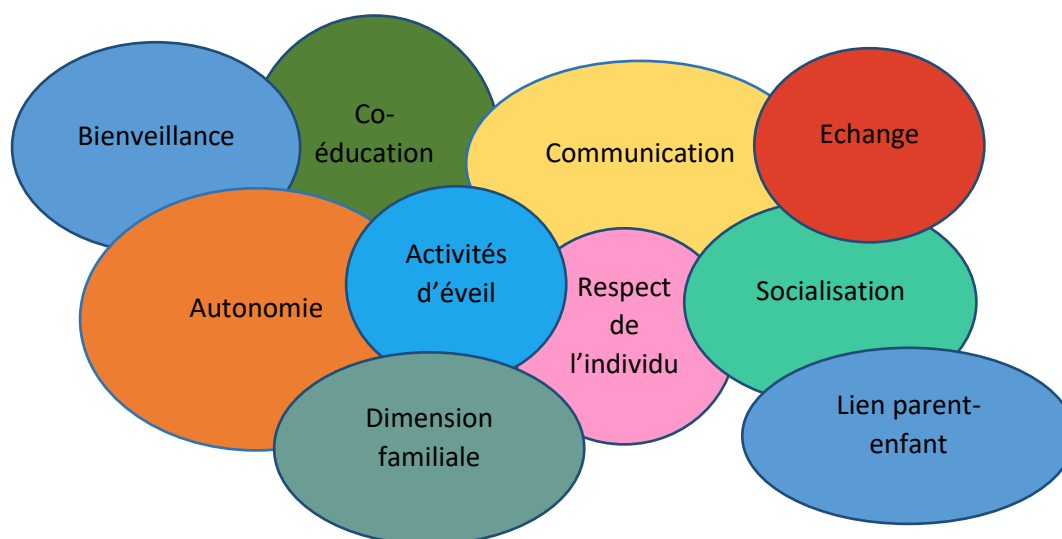 Bienveillance
Co-
éducation
Communication
Echange
Autonomie
Activités
d’éveil
Respect
de
l’individu
Socialisation
Dimension
familiale
Lien parent-
enfant